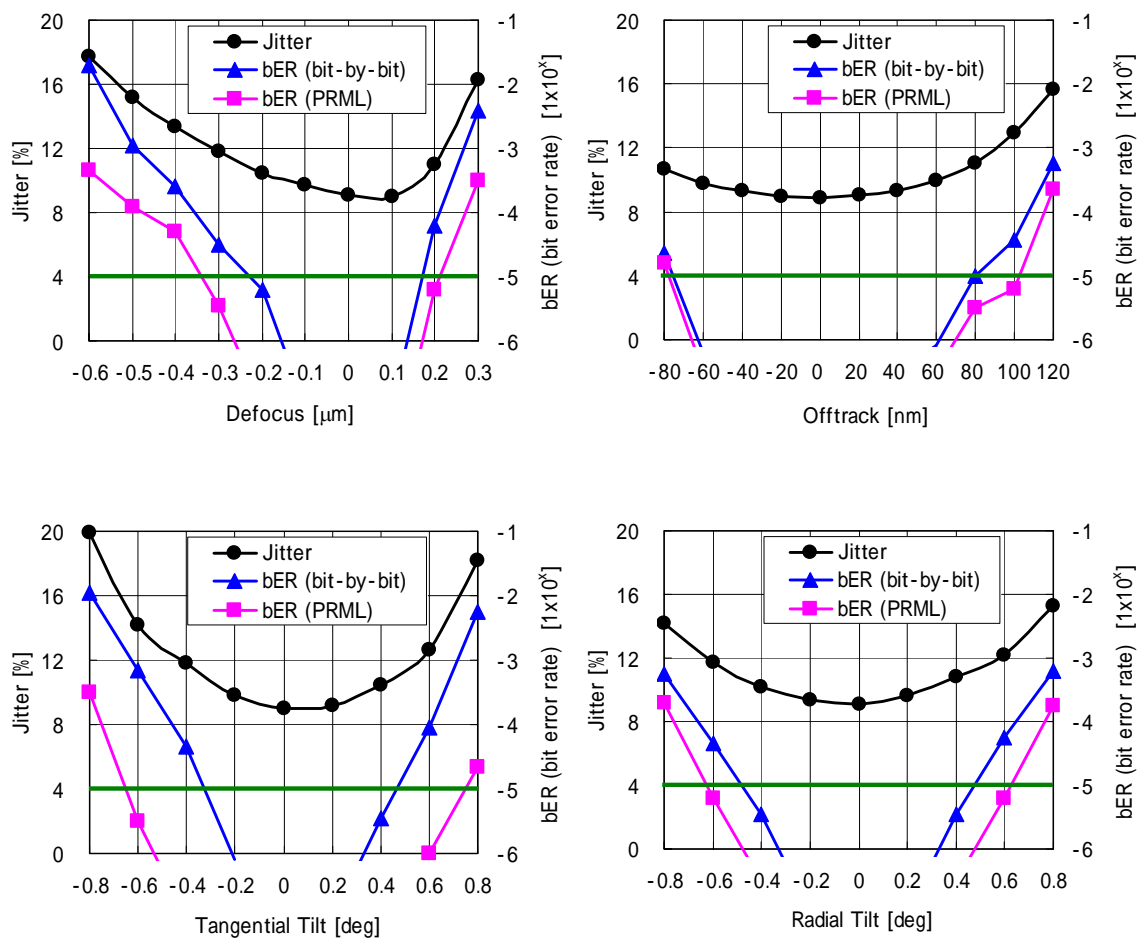 20
16
12
8
4
0
Jitter [%]
-1
-2
-3
-4
-5
-6
bER (bit error rate) [1x10ˣ]
Jitter
bER (bit-by-bit)
bER (PRML)
-0.6 -0.5 -0.4 -0.3 -0.2 -0.1 0 0.1 0.2 0.3
Defocus [μm]
20
16
12
8
4
0
Jitter [%]
-1
-2
-3
-4
-5
-6
bER (bit error rate) [1x10ˣ]
Jitter
bER (bit-by-bit)
bER (PRML)
-80 -60 -40 -20 0 20 40 60 80 100 120
Offtrack [nm]
20
16
12
8
4
0
Jitter [%]
-1
-2
-3
-4
-5
-6
bER (bit error rate) [1x10ˣ]
Jitter
bER (bit-by-bit)
bER (PRML)
-0.8 -0.6 -0.4 -0.2 0 0.2 0.4 0.6 0.8
Tangential Tilt [deg]
20
16
12
8
4
0
Jitter [%]
-1
-2
-3
-4
-5
-6
bER (bit error rate) [1x10ˣ]
Jitter
bER (bit-by-bit)
bER (PRML)
-0.8 -0.6 -0.4 -0.2 0 0.2 0.4 0.6 0.8
Radial Tilt [deg]